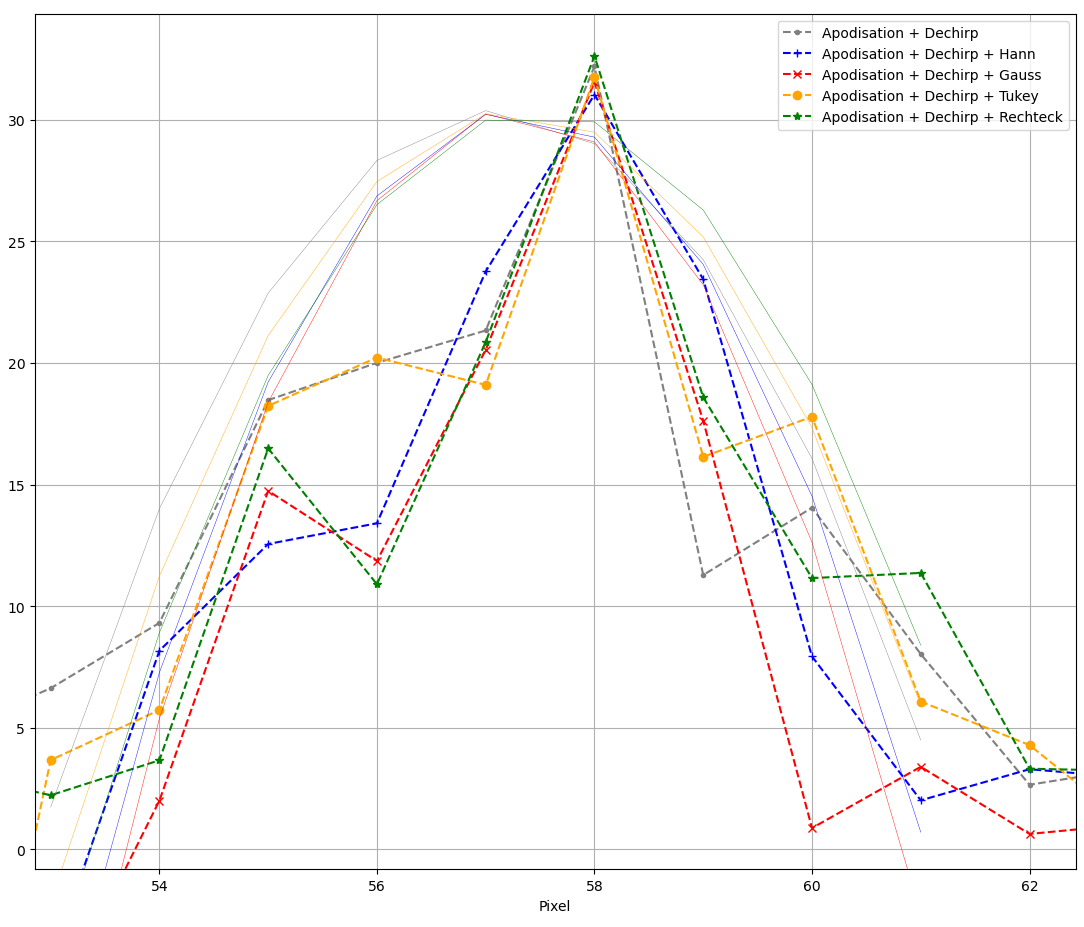 Apodisation + Dechirp
Apodisation + Dechirp + Hann
Apodisation + Dechirp + Gauss
Apodisation + Dechirp + Tukey
Apodisation + Dechirp + Rechteck
30
25
20
15
10
5
0
54 56 58 60 62
Pixel